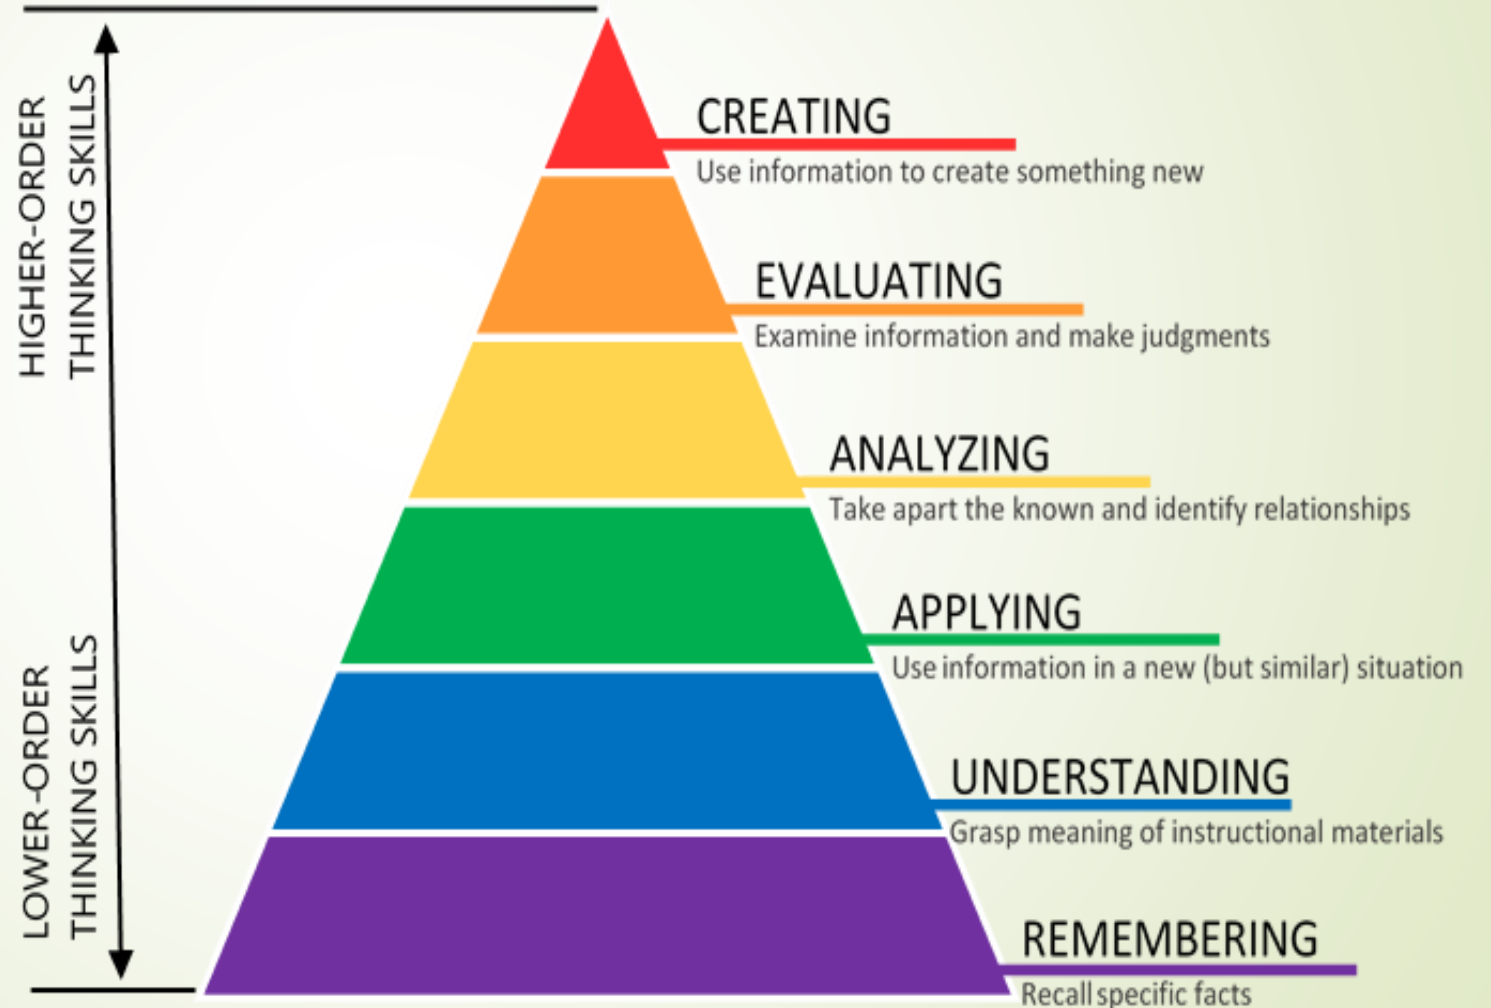 HIGHER-ORDER
THINKING SKILLS
CREATING
Use information to create something new
EVALUATING
Examine information and make judgments
ANALYZING
Take apart the known and identify relationships
APPLYING
Use information in a new (but similar) situation
LOWER-ORDER
THINKING SKILLS
UNDERSTANDING
Grasp meaning of instructional materials
REMEMBERING
Recall specific facts